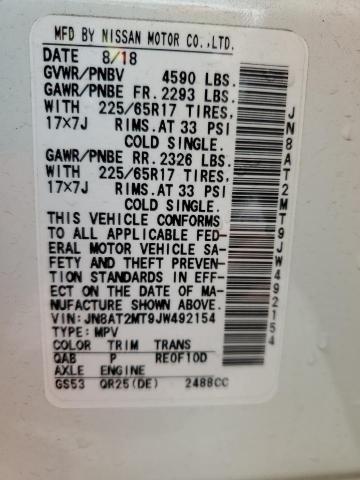 MFD BY NISSAN MOTOR CO.,LTD.
DATE 8/18
GVWR/PNBV 4590 LBS.
GAWR/PNBE FR. 2293 LBS.
WITH 225/65R17 TIRES,
17×7J RIMS.AT 33 PSI
COLD SINGLE.
GAWR/PNBE RR. 2326 LBS.
WITH 225/65R17 TIRES,
17×7J RIMS.AT 33 PSI
COLD SINGLE.
THIS VEHICLE CONFORMS
TO ALL APPLICABLE FED-
ERAL MOTOR VEHICLE SA-
FETY AND THEFT PREVEN-
TION STANDARDS IN EFF-
ECT ON THE DATE OF MA-
NUFACTURE SHOWN ABOVE.
VIN:JN8AT2MT9JW492154
TYPE:MPV
COLOR TRIM TRANS
QAB P RE0F10D
AXLE ENGINE
GS53 QR25(DE) 2488CC
JN8AT2MT9JW492154